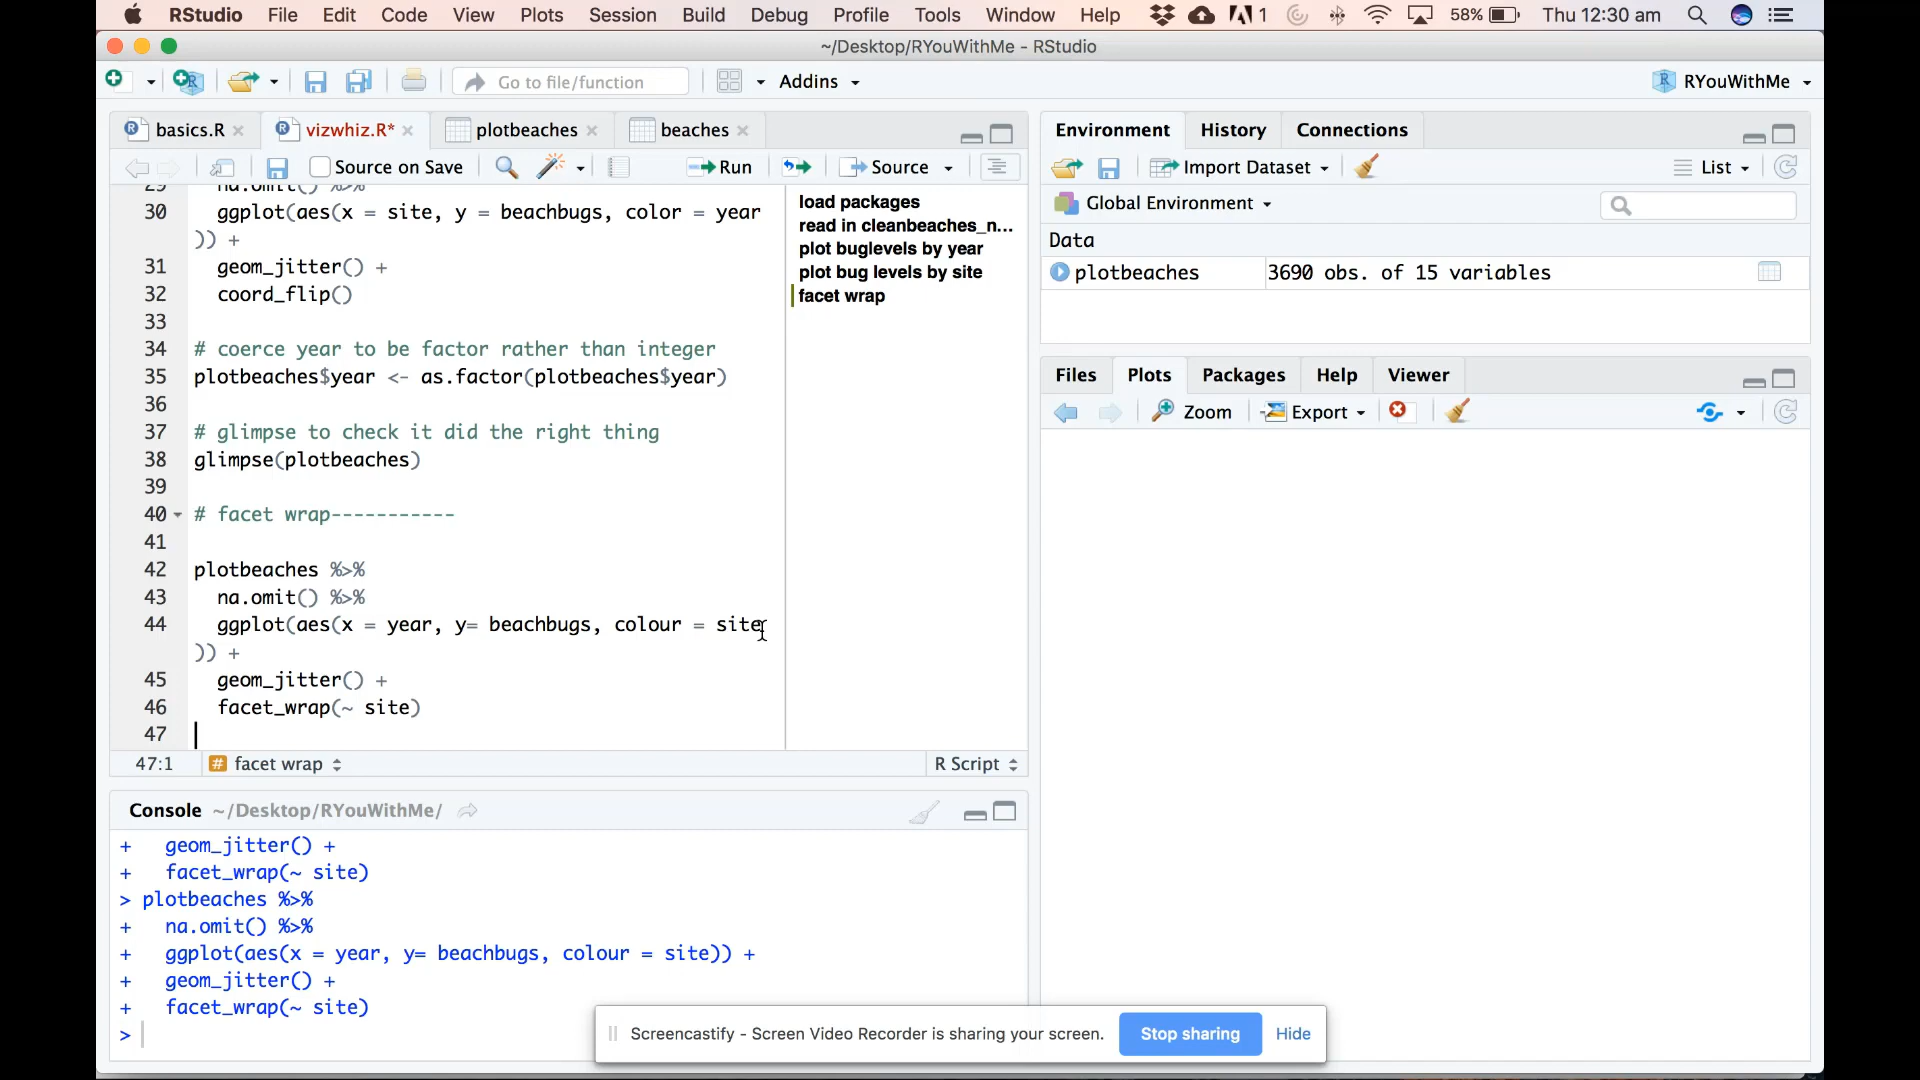 RStudio File Edit Code View Plots Session Build Debug Profile Tools Window Help 1 58% Thu 12:30 am
~/Desktop/RYouWithMe - RStudio
Go to file/function Addins RYouWithMe
basics.R vizwhiz.R* plotbeaches beaches
Source on Save Run Source
29 na.omit() %>%
30 ggplot(aes(x = site, y = beachbugs, color = year
)) +
31 geom_jitter() +
32 coord_flip()
33
34 # coerce year to be factor rather than integer
35 plotbeaches$year <- as.factor(plotbeaches$year)
36
37 # glimpse to check it did the right thing
38 glimpse(plotbeaches)
39
40 # facet wrap-----------
41
42 plotbeaches %>%
43 na.omit() %>%
44 ggplot(aes(x = year, y= beachbugs, colour = site
)) +
45 geom_jitter() +
46 facet_wrap(~ site)
47
load packages
read in cleanbeaches_n...
plot buglevels by year
plot bug levels by site
facet wrap
47:1 # facet wrap R Script
Console ~/Desktop/RYouWithMe/
+ geom_jitter() +
+ facet_wrap(~ site)
> plotbeaches %>%
+ na.omit() %>%
+ ggplot(aes(x = year, y= beachbugs, colour = site)) +
+ geom_jitter() +
+ facet_wrap(~ site)
>
Environment History Connections
Import Dataset List
Global Environment
Data
plotbeaches 3690 obs. of 15 variables
Files Plots Packages Help Viewer
Zoom Export
Screencastify - Screen Video Recorder is sharing your screen. Stop sharing Hide